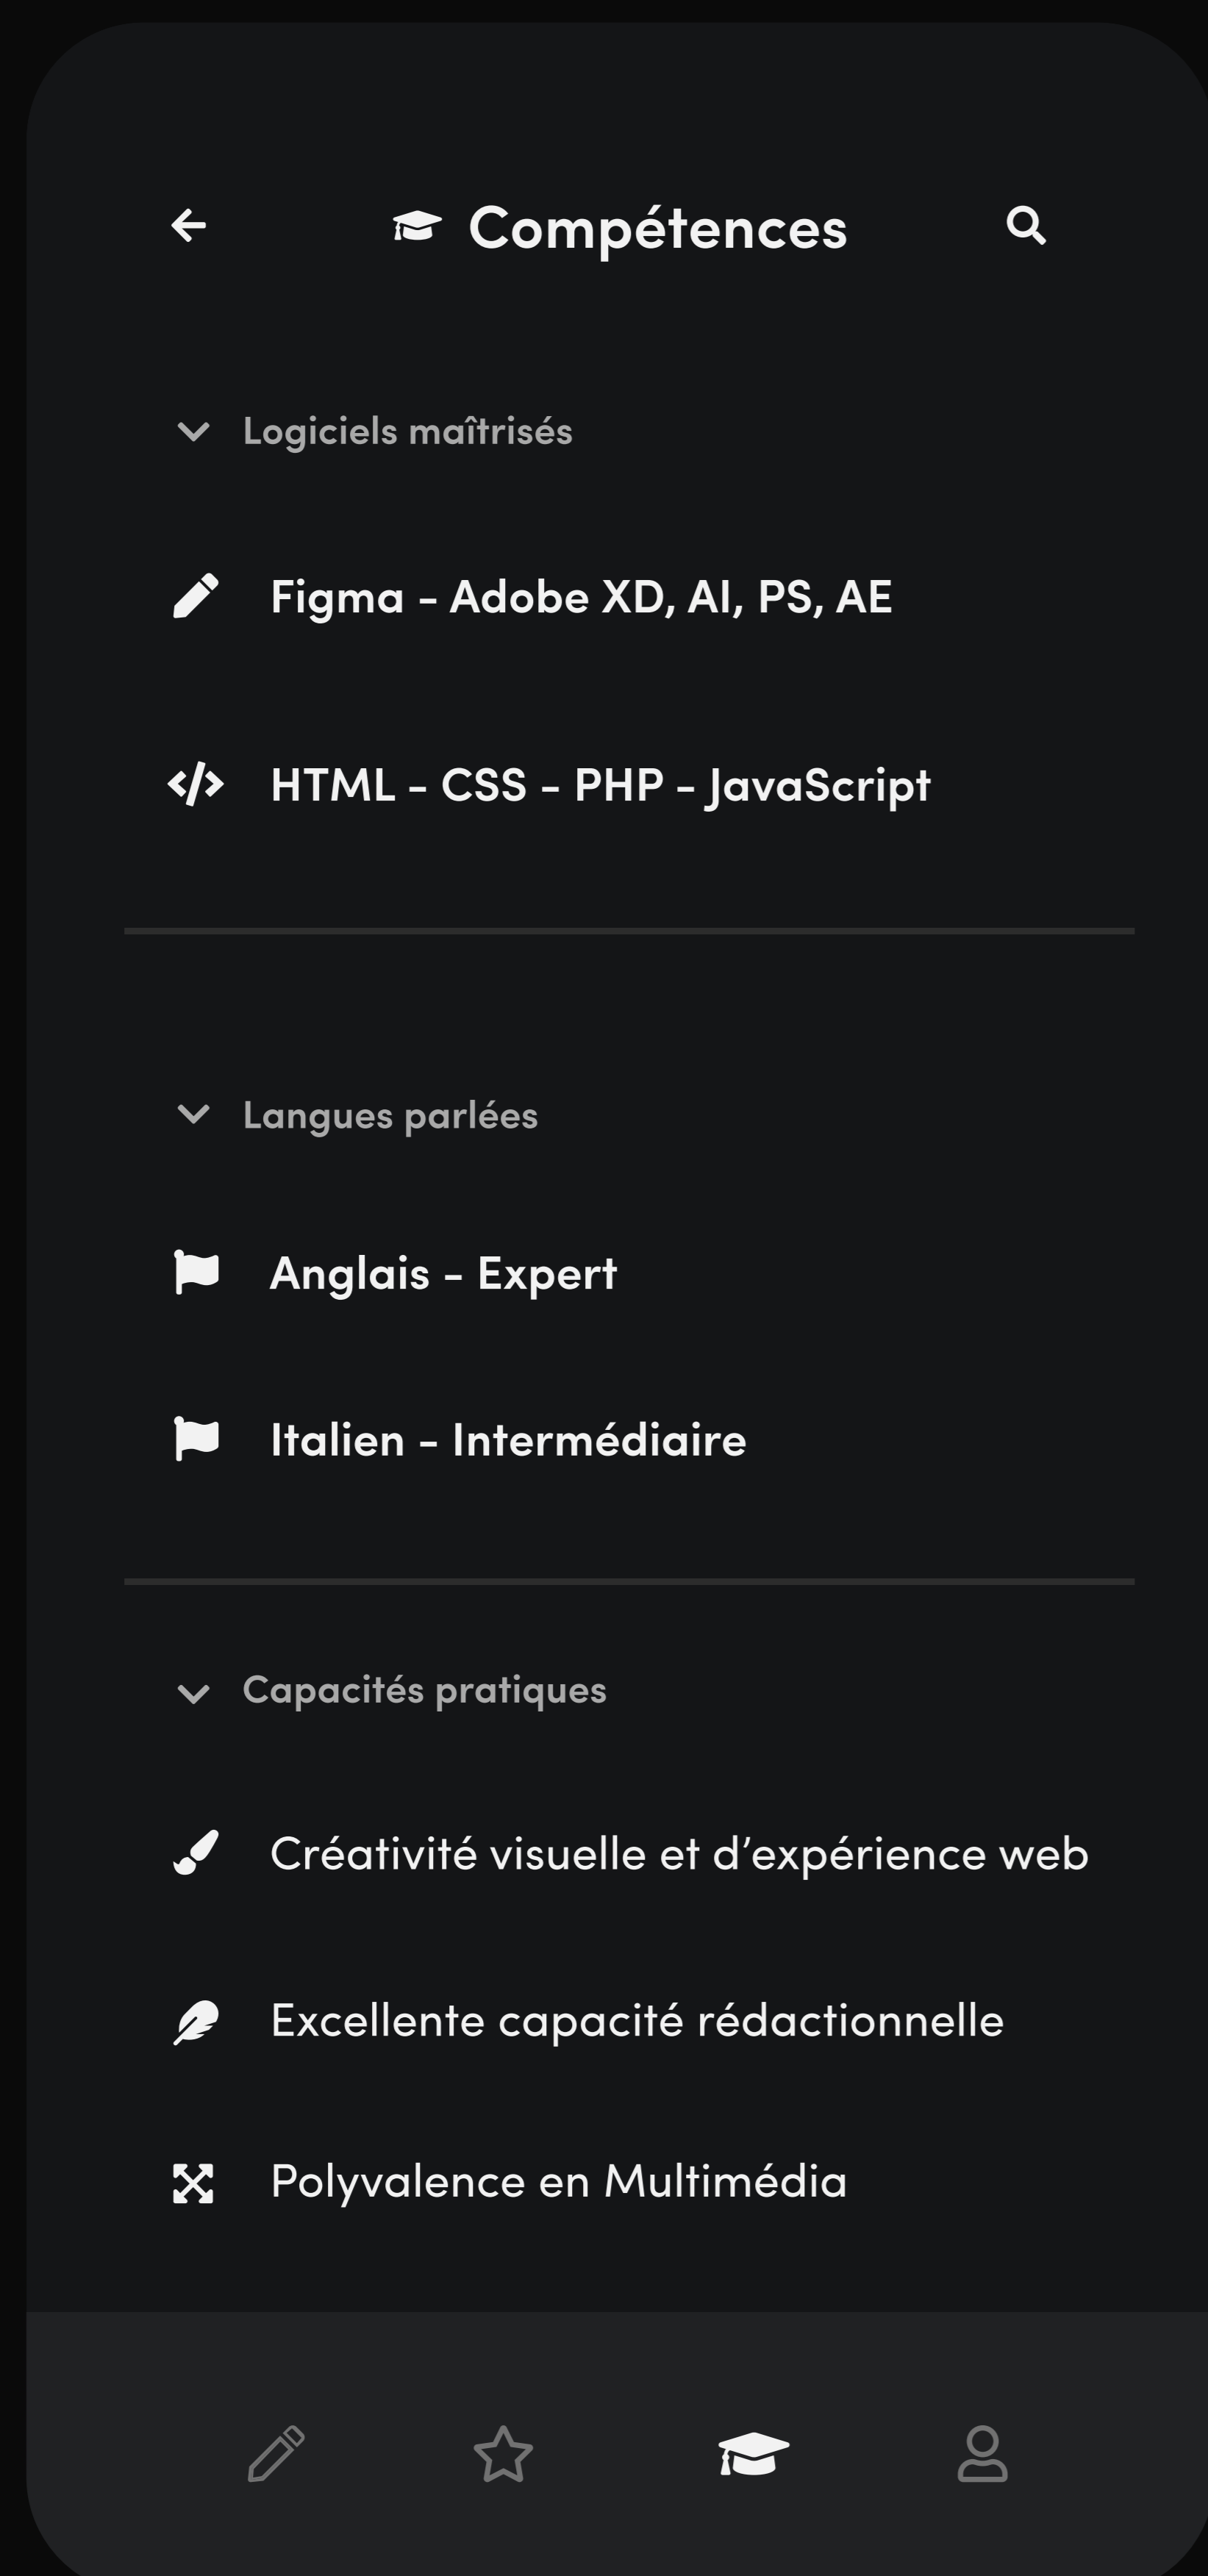 Compétences
Logiciels maîtrisés
Figma - Adobe XD, AI, PS, AE
HTML - CSS - PHP - JavaScript
Langues parlées
Anglais - Expert
Italien - Intermédiaire
Capacités pratiques
Créativité visuelle et d’expérience web
Excellente capacité rédactionnelle
Polyvalence en Multimédia